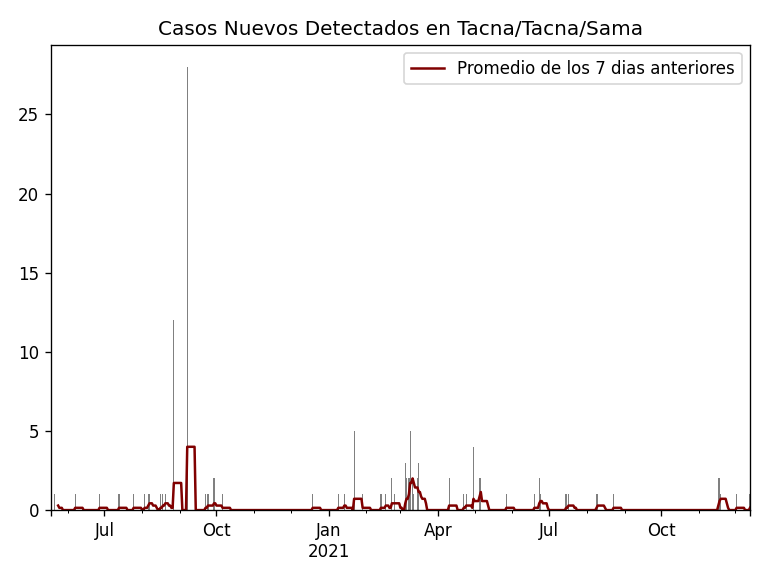 Casos Nuevos Detectados en Tacna/Tacna/Sama
Promedio de los 7 dias anteriores
25
20
15
10
5
0
Jul
Oct
Jan
2021
Apr
Jul
Oct